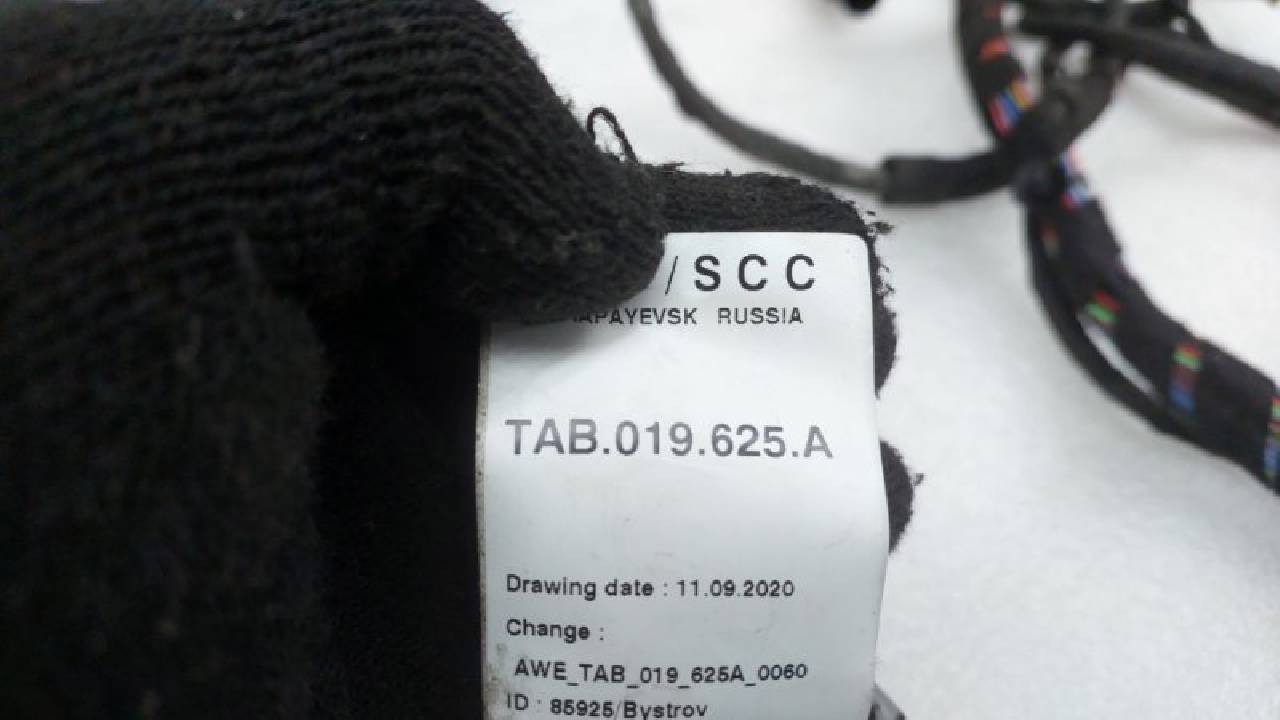 /SCC
APAYEVSK RUSSIA
TAB.019.625.A
Drawing date : 11.09.2020
Change :
AWE_TAB_019_625A_0060
ID : 85925/Bystrov